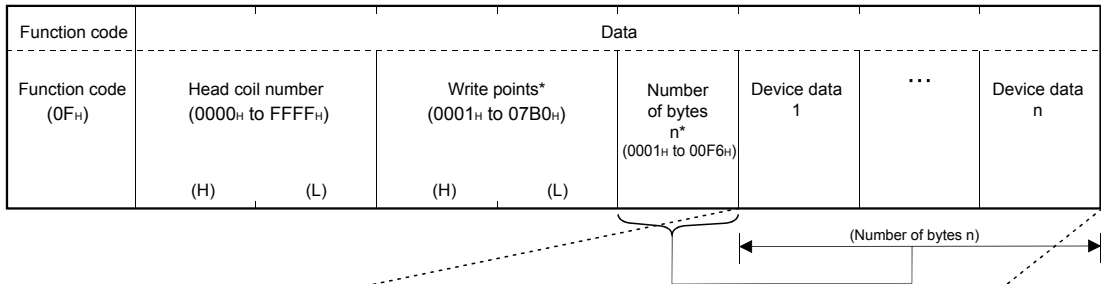 Function code Data
Function code Head coil number Write points* Number Device data ... Device data
(0FH) (0000H to FFFFH) (0001H to 07B0H) of bytes 1 n
n*
(0001H to 00F6H)
(H) (L) (H) (L)
(Number of bytes n)